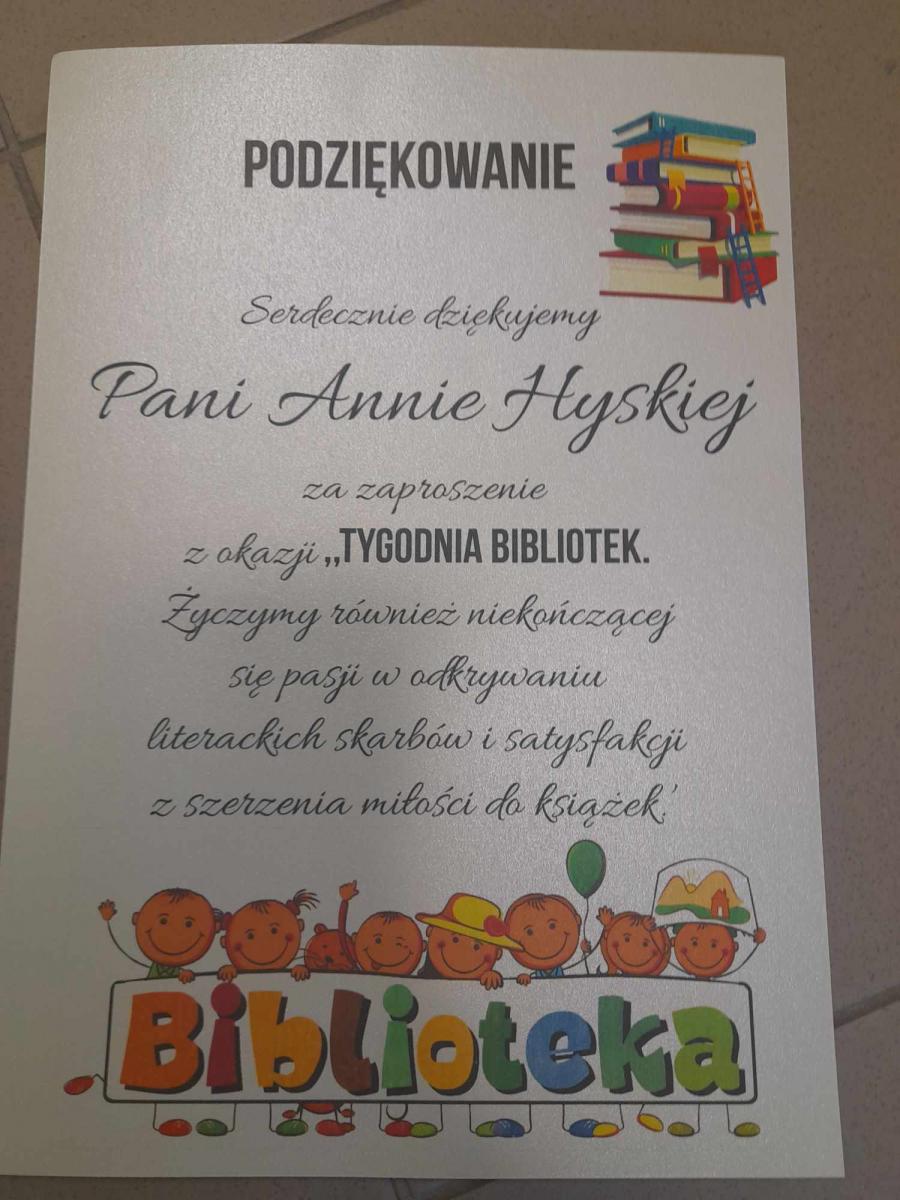 PODZIĘKOWANIE
Serdecznie dziękujemy
Pani Annie Hyskiej
za zaproszenie
z okazji ,,TYGODNIA BIBLIOTEK.
Życzymy również niekończącej
się pasji w odkrywaniu
literackich skarbów i satysfakcji
z szerzenia miłości do książek.'
Biblioteka